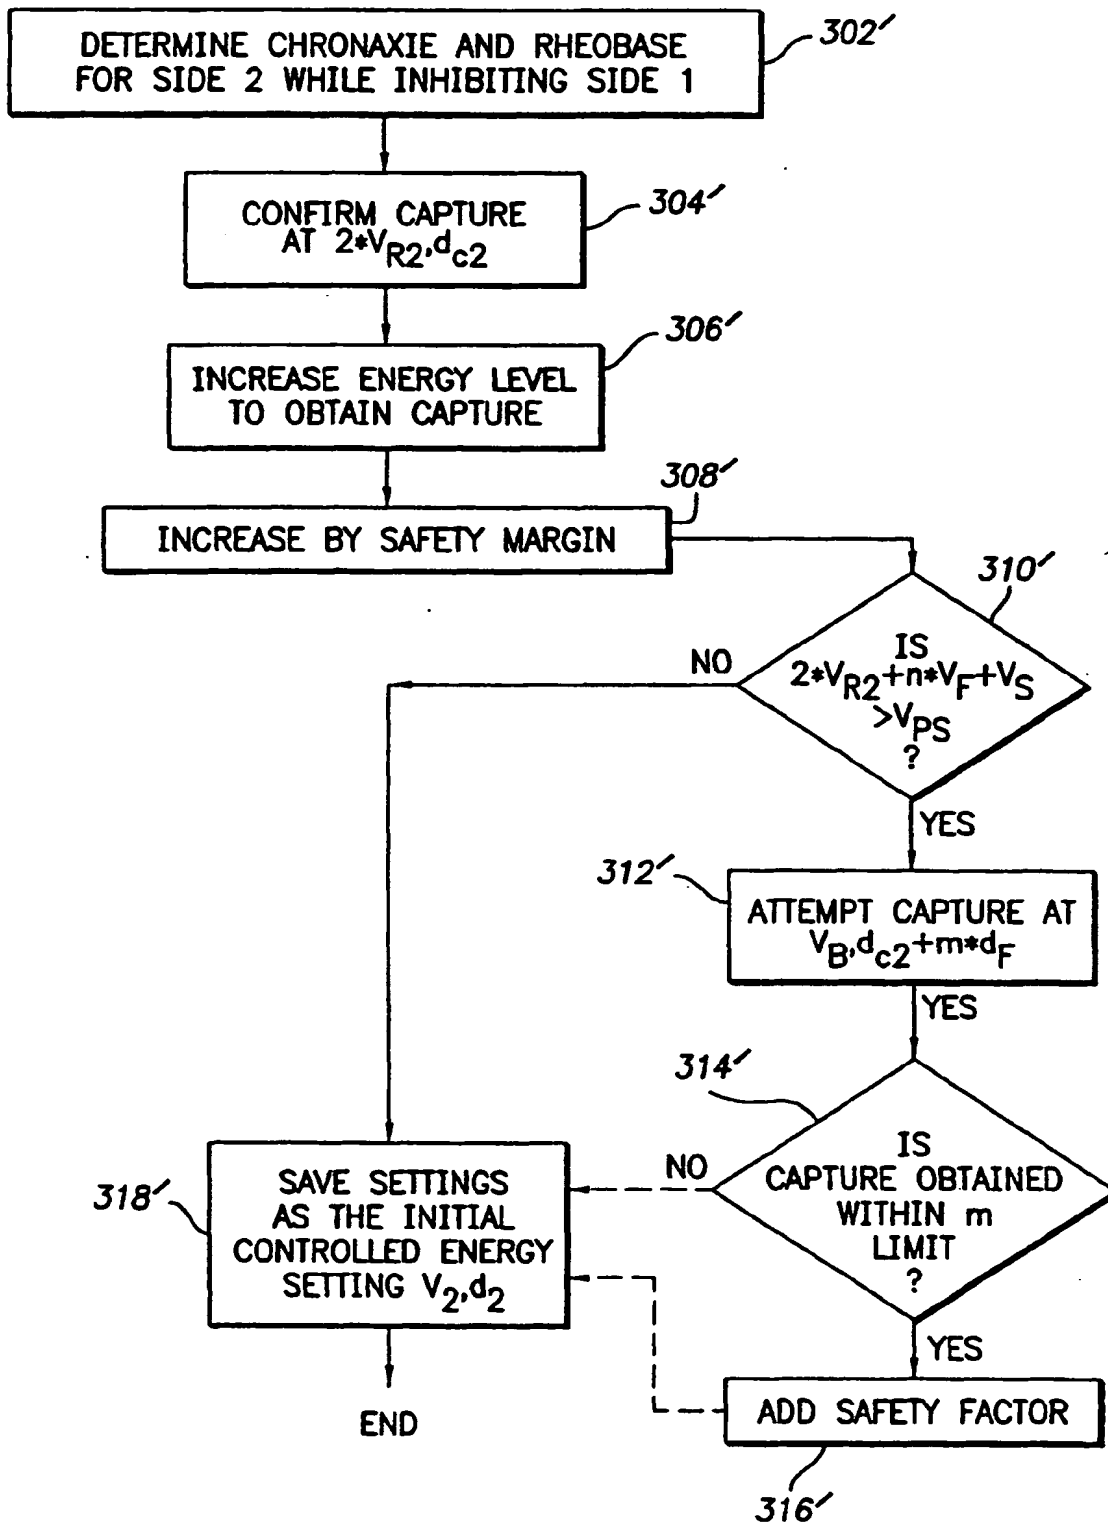 DETERMINE CHRONAXIE AND RHEOBASE
FOR SIDE 2 WHILE INHIBITING SIDE 1
302'
CONFIRM CAPTURE
AT 2*VR2,dc2
304'
306'
INCREASE ENERGY LEVEL
TO OBTAIN CAPTURE
308'
INCREASE BY SAFETY MARGIN
310'
IS
2*VR2+n*VF+VS
>VPS
?
NO
YES
312'
ATTEMPT CAPTURE AT
VB,dc2+m*dF
YES
314'
IS
CAPTURE OBTAINED
WITHIN m
LIMIT
?
NO
YES
318'
SAVE SETTINGS
AS THE INITIAL
CONTROLLED ENERGY
SETTING V2,d2
END
ADD SAFETY FACTOR
316'